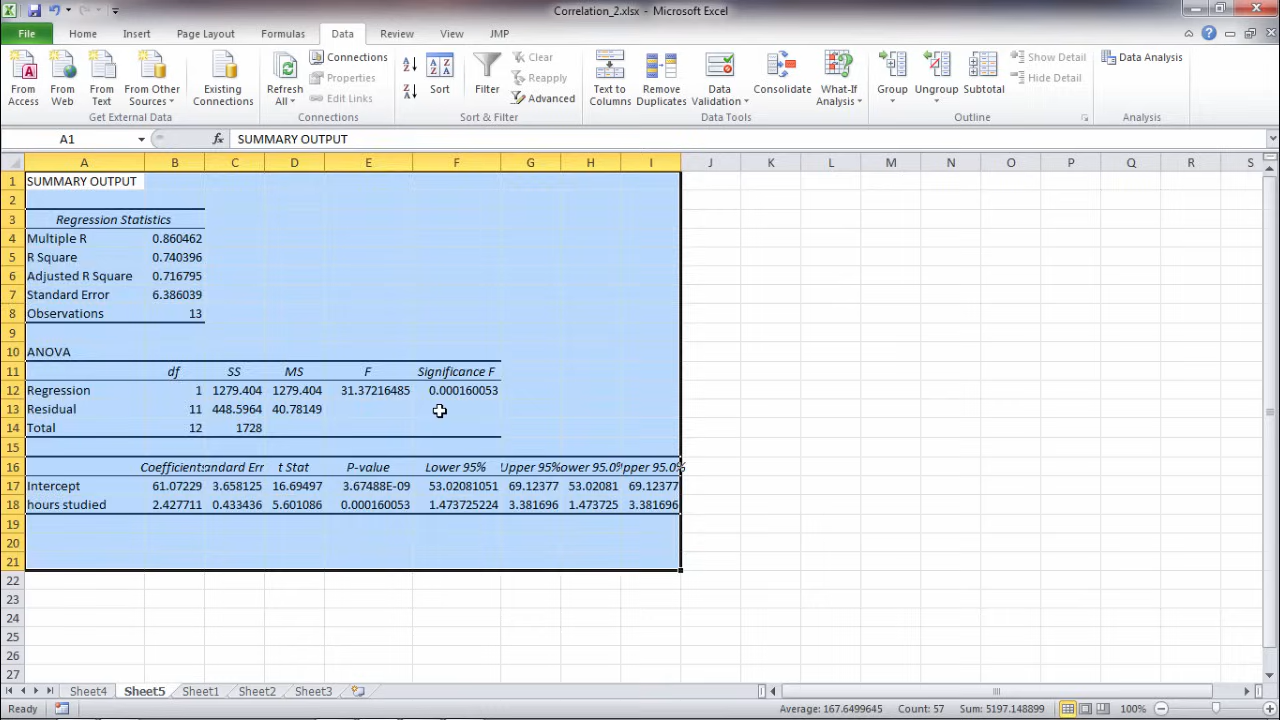 Correlation_2.xlsx - Microsoft Excel
File Home Insert Page Layout Formulas Data Review View JMP
From Access
From Web
From Text
From Other Sources
Existing Connections
Get External Data
Refresh All
Connections
Properties
Edit Links
Connections
Sort
Filter
Clear
Reapply
Advanced
Sort & Filter
Text to Columns
Remove Duplicates
Data Validation
Consolidate
What-If Analysis
Data Tools
Group
Ungroup
Subtotal
Show Detail
Hide Detail
Outline
Data Analysis
Analysis
A1 fx SUMMARY OUTPUT
A B C D E F G H I J K L M N O P Q R S
1 SUMMARY OUTPUT
2
3 Regression Statistics
4 Multiple R 0.860462
5 R Square 0.740396
6 Adjusted R Square 0.716795
7 Standard Error 6.386039
8 Observations 13
9
10 ANOVA
11 df SS MS F Significance F
12 Regression 1 1279.404 1279.404 31.37216485 0.000160053
13 Residual 11 448.5964 40.78149
14 Total 12 1728
15
16 Coefficients andard Err t Stat P-value Lower 95% Upper 95% ower 95.0% pper 95.0%
17 Intercept 61.07229 3.658125 16.69497 3.67488E-09 53.02081051 69.12377 53.02081 69.12377
18 hours studied 2.427711 0.433436 5.601086 0.000160053 1.473725224 3.381696 1.473725 3.381696
19
20
21
22
23
24
25
26
27
Sheet4 Sheet5 Sheet1 Sheet2 Sheet3
Ready Average: 167.6499645 Count: 57 Sum: 5197.148899 100%